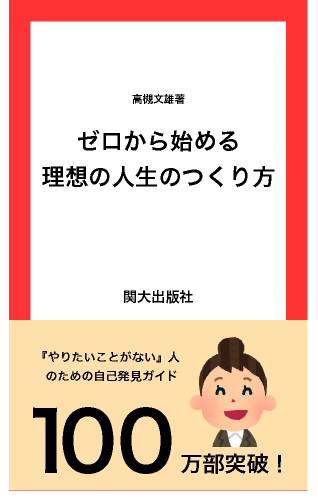 高槻文雄著
ゼロから始める
理想の人生のつくり方
関大出版社
『やりたいことがない』人
のための自己発見ガイド
100
万部突破！